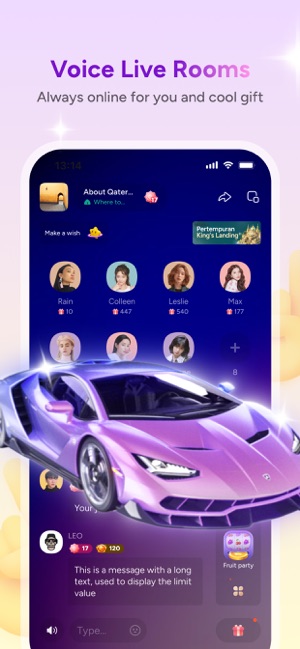 Voice Live Rooms
Always online for you and cool gift
13:14
About Qater...
Where to...
17
Make a wish
Pertempuran
King's Landing
Rain
Colleen
Leslie
Max
10
447
540
177
8
Your
LEO
17
120
This is a message with a long
text, used to display the limit
value
Fruit party
Type...